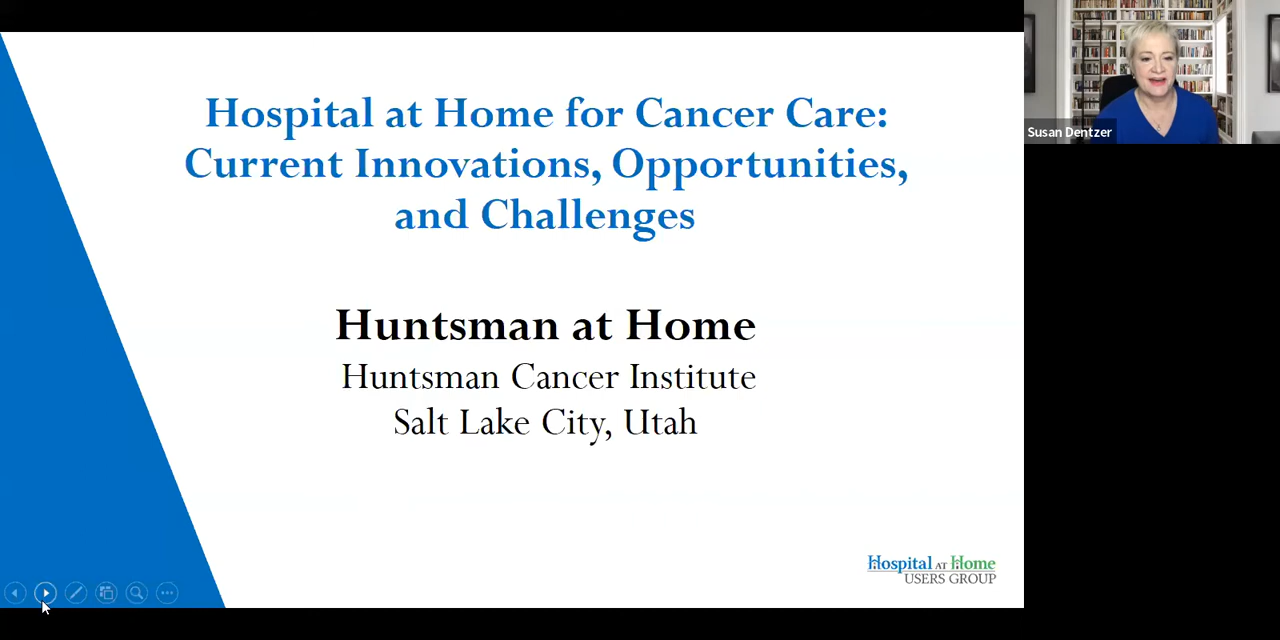 Hospital at Home for Cancer Care:
Current Innovations, Opportunities,
and Challenges
Huntsman at Home
Huntsman Cancer Institute
Salt Lake City, Utah
Hospital AT Home
USERS GROUP
Susan Dentzer